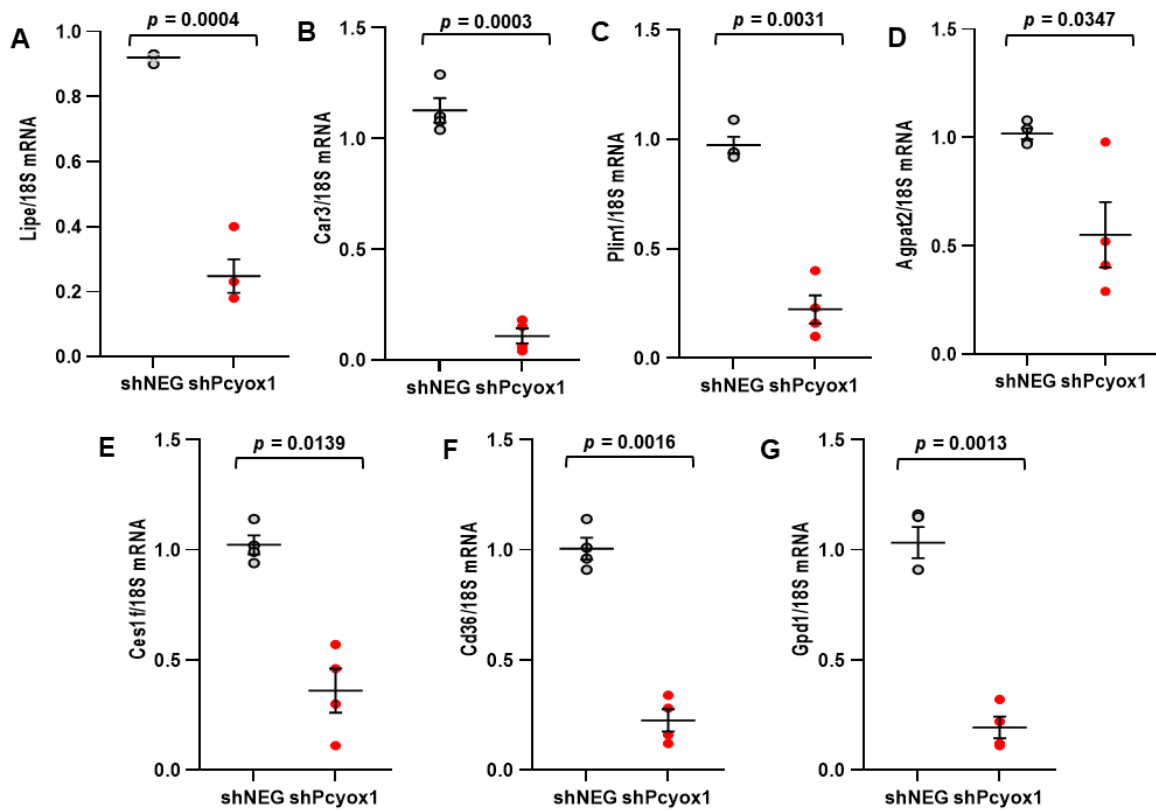 A
p = 0.0004
Lipe/18S mRNA
1.0
0.8
0.6
0.4
0.2
0.0
shNEG shPcyox1
B
p = 0.0003
Car3/18S mRNA
1.5
1.0
0.5
0.0
shNEG shPcyox1
C
p = 0.0031
Plin1/18S mRNA
1.5
1.0
0.5
0.0
shNEG shPcyox1
D
p = 0.0347
Agpat2/18S mRNA
1.5
1.0
0.5
0.0
shNEG shPcyox1
E
p = 0.0139
Ces1f/18S mRNA
1.5
1.0
0.5
0.0
shNEG shPcyox1
F
p = 0.0016
Cd36/18S mRNA
1.5
1.0
0.5
0.0
shNEG shPcyox1
G
p = 0.0013
Gpd1/18S mRNA
1.5
1.0
0.5
0.0
shNEG shPcyox1